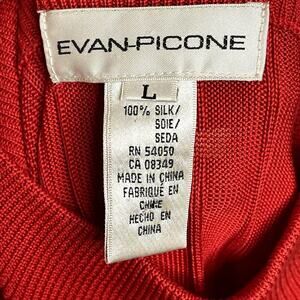 EVAN-PICONE
L
100% SILK/
SOIE/
SEDA
RN 54050
CA 08349
MADE IN CHINA
FABRIQUÉ EN
CHINE
HECHO EN
CHINA